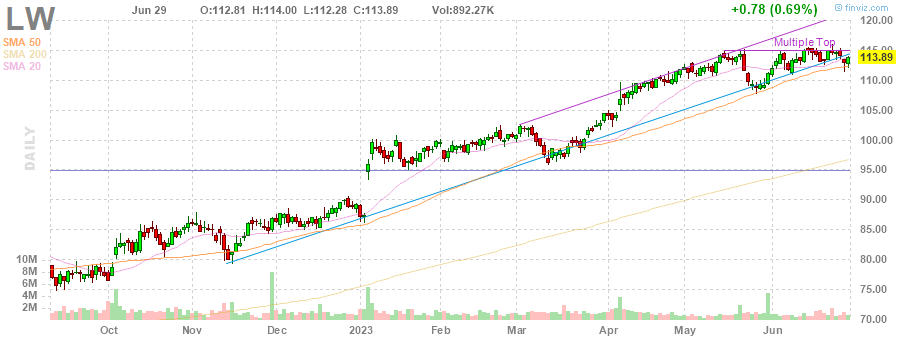 LW Jun 29 O:112.81 H:114.00 L:112.28 C:113.89 Vol:892.27K +0.78 (0.69%) © finviz.com
SMA 50
SMA 200
SMA 20
DAILY
Multiple Top
120.00
115.00
113.89
110.00
105.00
100.00
95.00
90.00
85.00
80.00
75.00
70.00
10M
8M
6M
4M
2M
Oct Nov Dec 2023 Feb Mar Apr May Jun